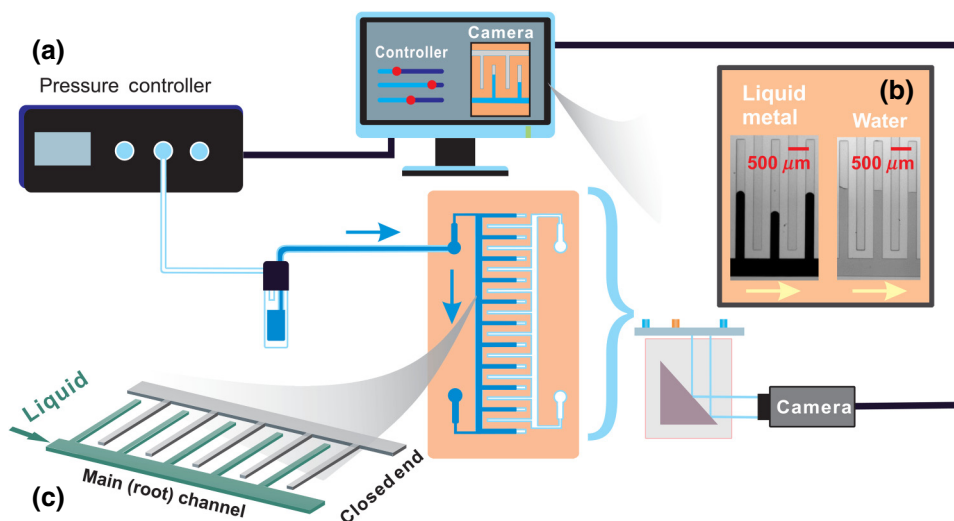 (a)
Pressure controller
Controller
Camera
(b)
Liquid
metal
Water
500 μm
500 μm
Camera
Liquid
Main (root) channel
Closed end
(c)